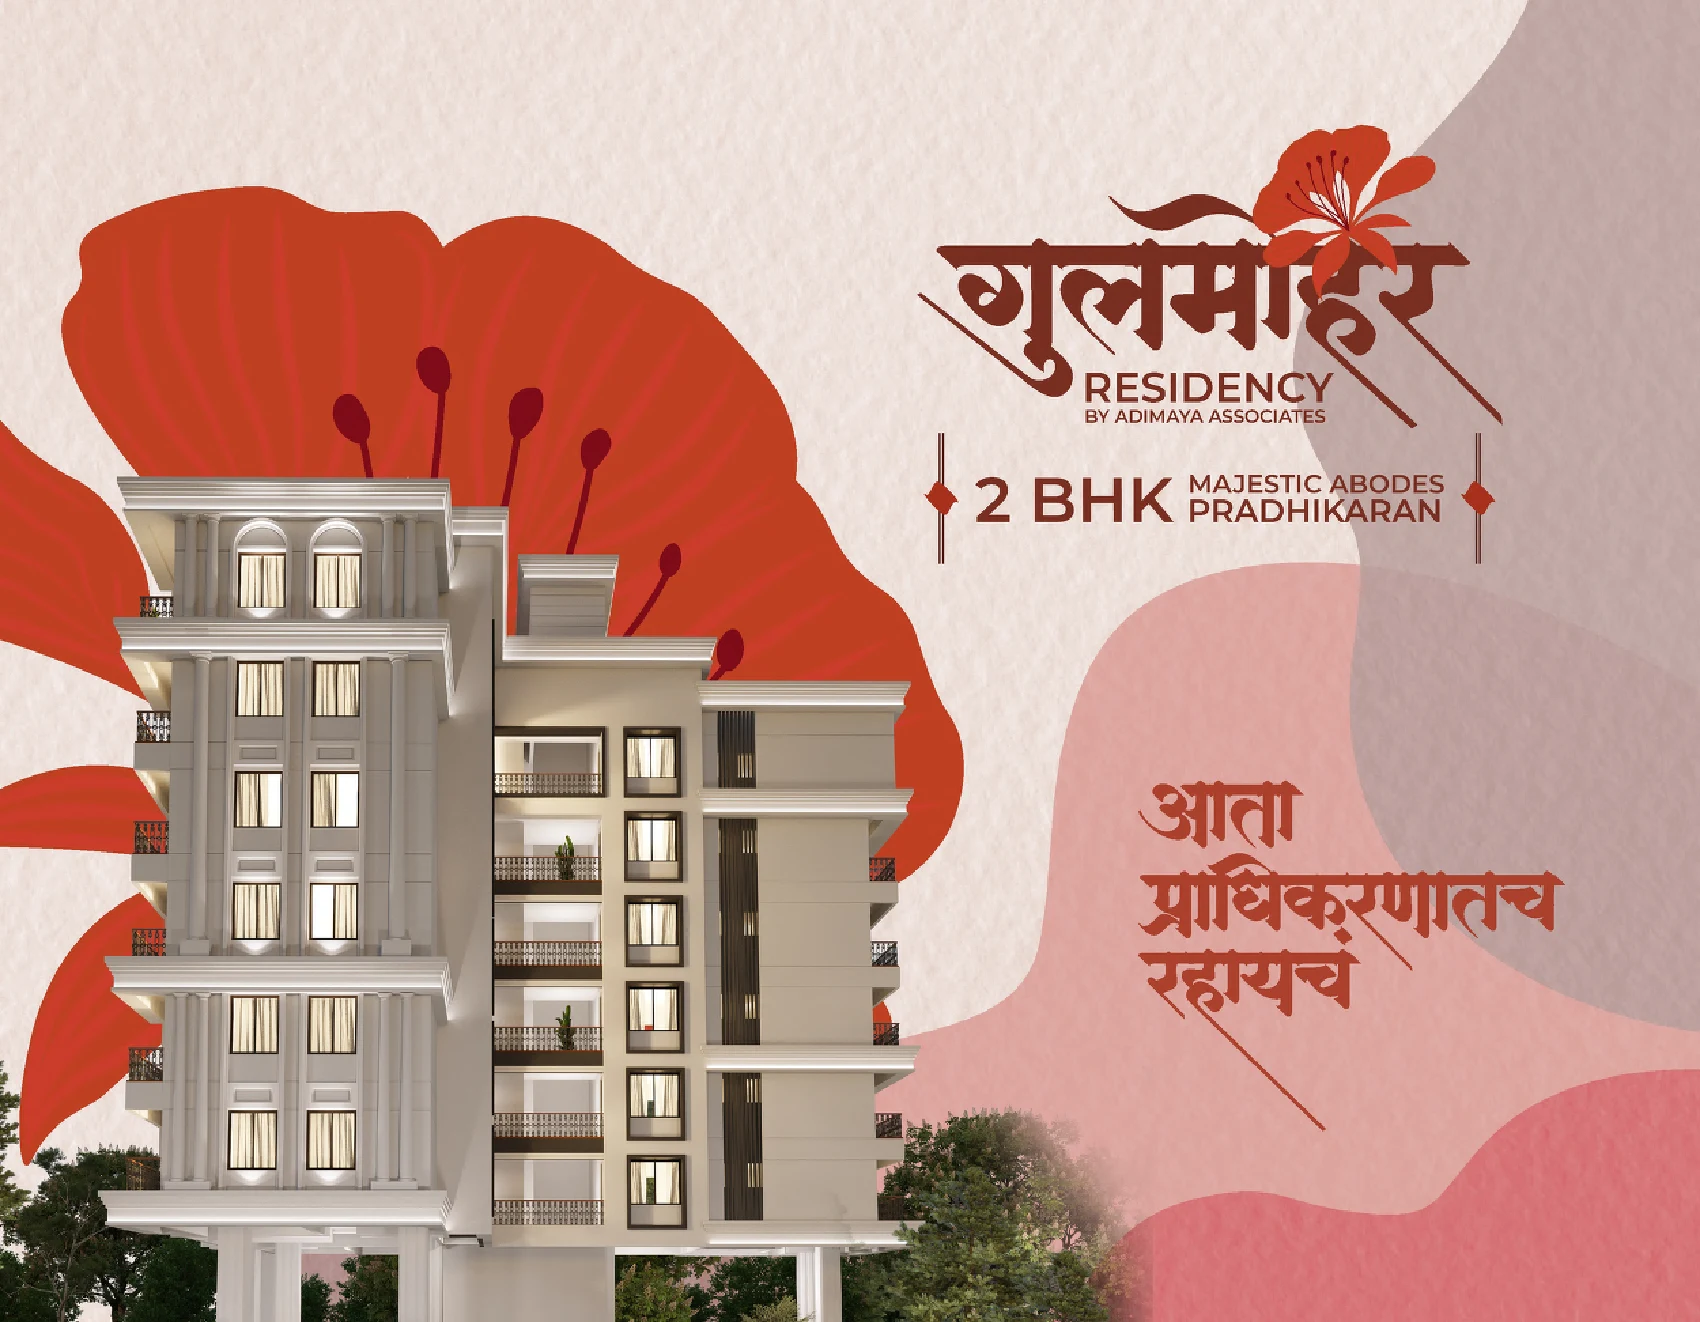 गुलमोहर
RESIDENCY
BY ADIMAYA ASSOCIATES
2 BHK MAJESTIC ABODES
PRADHIKARAN
आता
प्राधिकरणातच
रहायचं